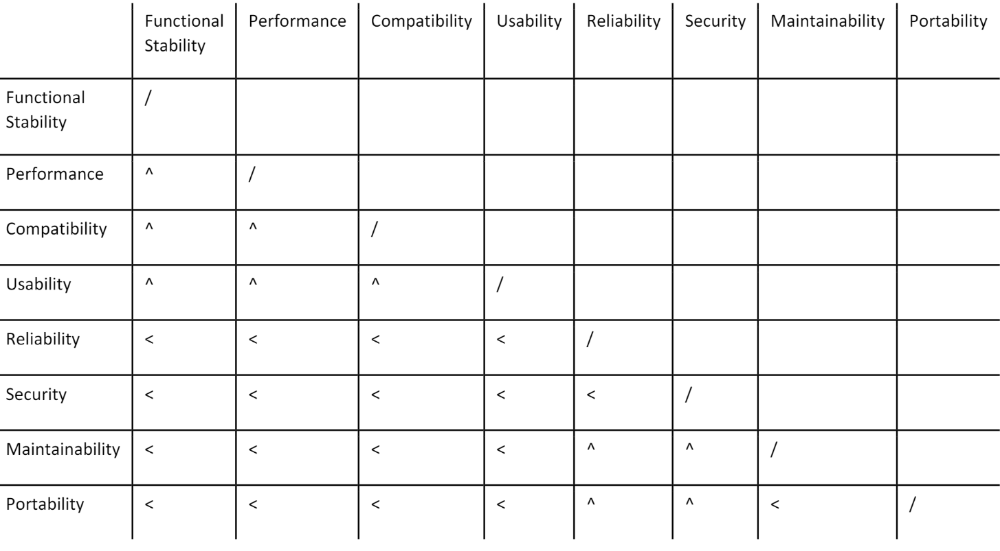 Functional Performance Compatibility Usability Reliability Security Maintainability Portability
Stability
Functional /
Stability
Performance ^ /
Compatibility ^ ^ /
Usability ^ ^ ^ /
Reliability < < < < /
Security < < < < < /
Maintainability < < < < ^ ^ /
Portability < < < < ^ ^ < /